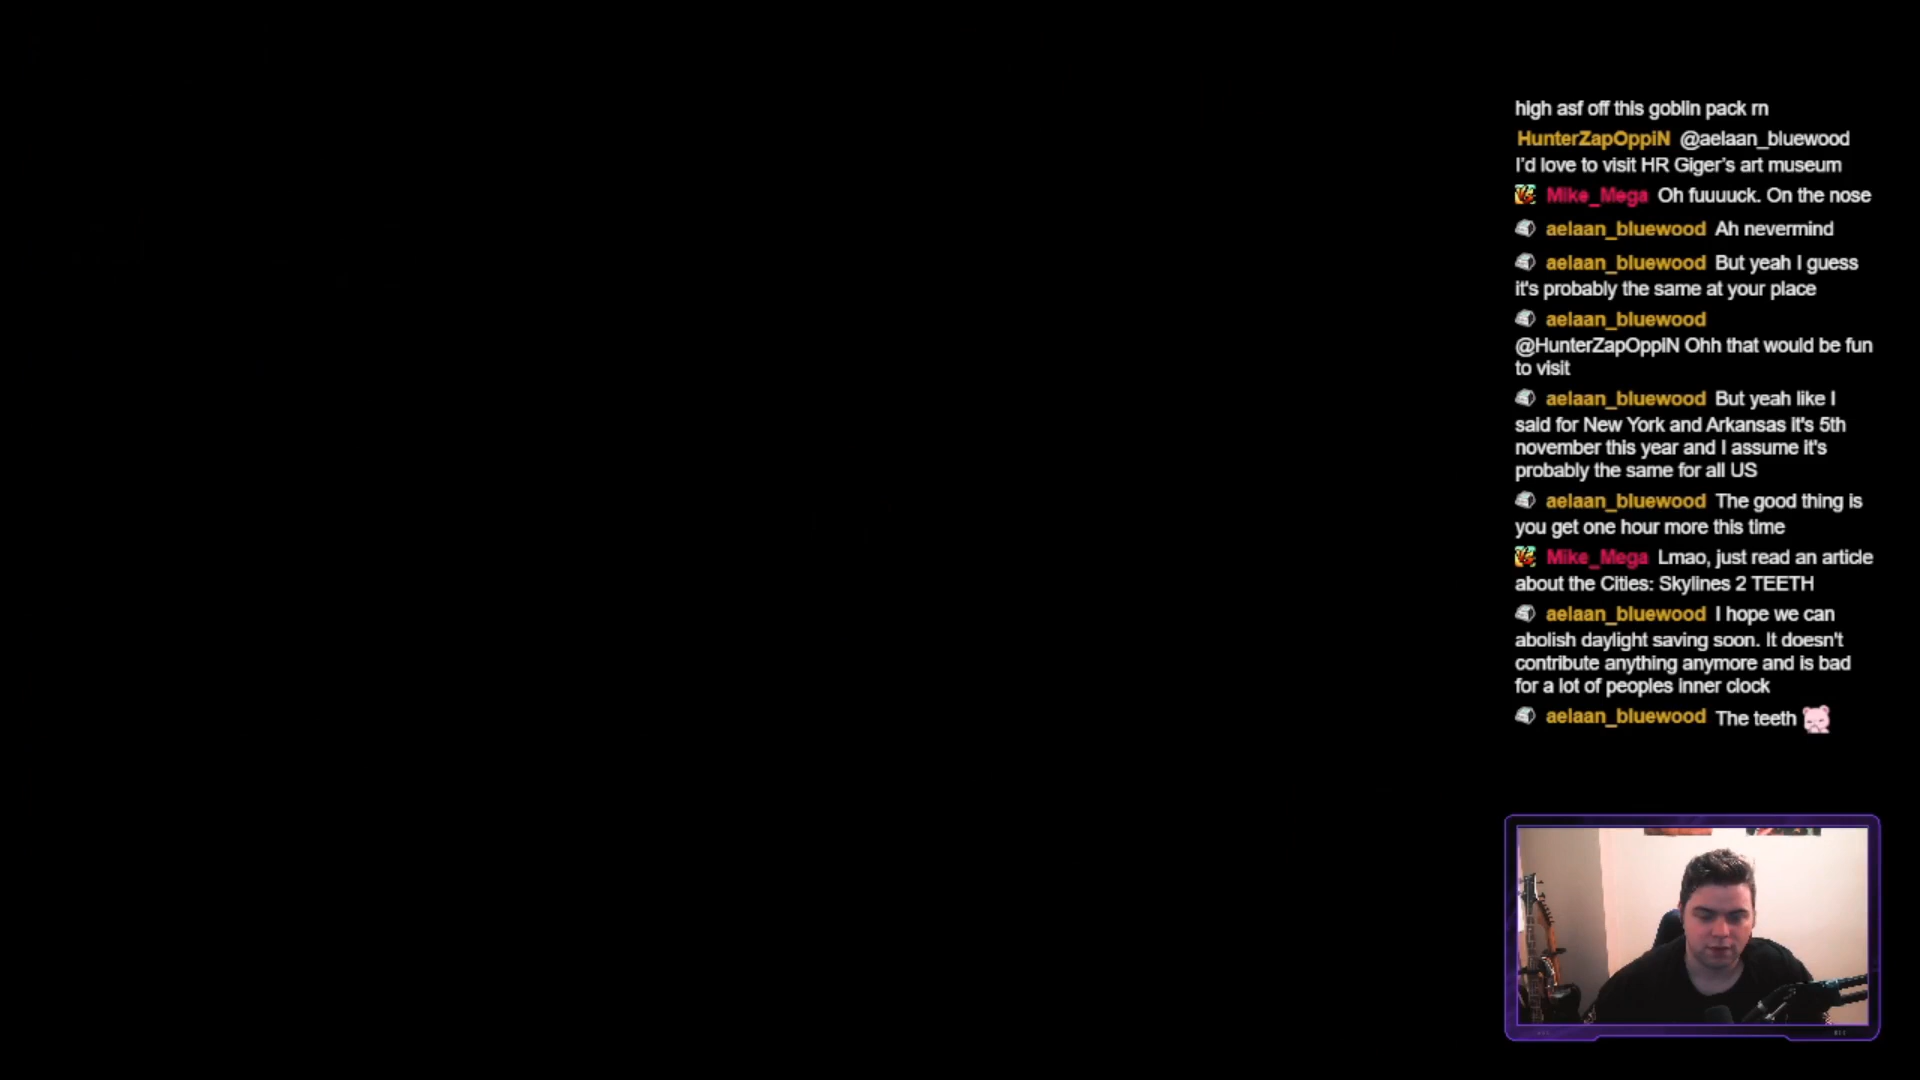 high asf off this goblin pack rn
HunterZapOppiN @aelaan_bluewood
I'd love to visit HR Giger's art museum
Mike_Mega Oh fuuuuck. On the nose
aelaan_bluewood Ah nevermind
aelaan_bluewood But yeah I guess
it's probably the same at your place
aelaan_bluewood
@HunterZapOppiN Ohh that would be fun
to visit
aelaan_bluewood But yeah like I
said for New York and Arkansas it's 5th
november this year and I assume it's
probably the same for all US
aelaan_bluewood The good thing is
you get one hour more this time
Mike_Mega Lmao, just read an article
about the Cities: Skylines 2 TEETH
aelaan_bluewood I hope we can
abolish daylight saving soon. It doesn't
contribute anything anymore and is bad
for a lot of peoples inner clock
aelaan_bluewood The teeth